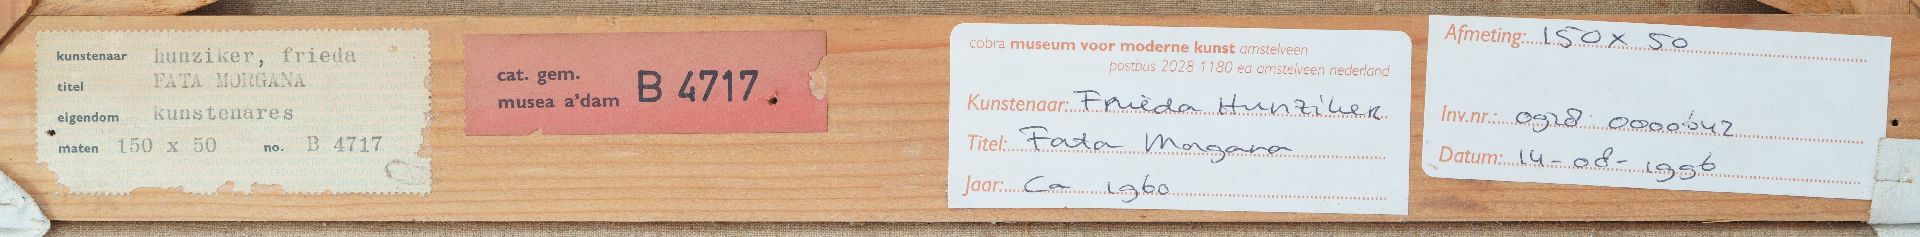 kunstenaar hunziker, frieda
titel FATA MORGANA
eigendom kunstenares
maten 150 x 50 no. B 4717
cat. gem.
musea a'dam B 4717
cobra museum voor moderne kunst amstelveen
postbus 2028 1180 ea amstelveen nederland
Kunstenaar: Frieda Hunziker
Titel: Fata Morgana
Jaar: Ca 1960
Afmeting: 150 x 50
Inv.nr.: 0928 0000642
Datum: 14-08-1996